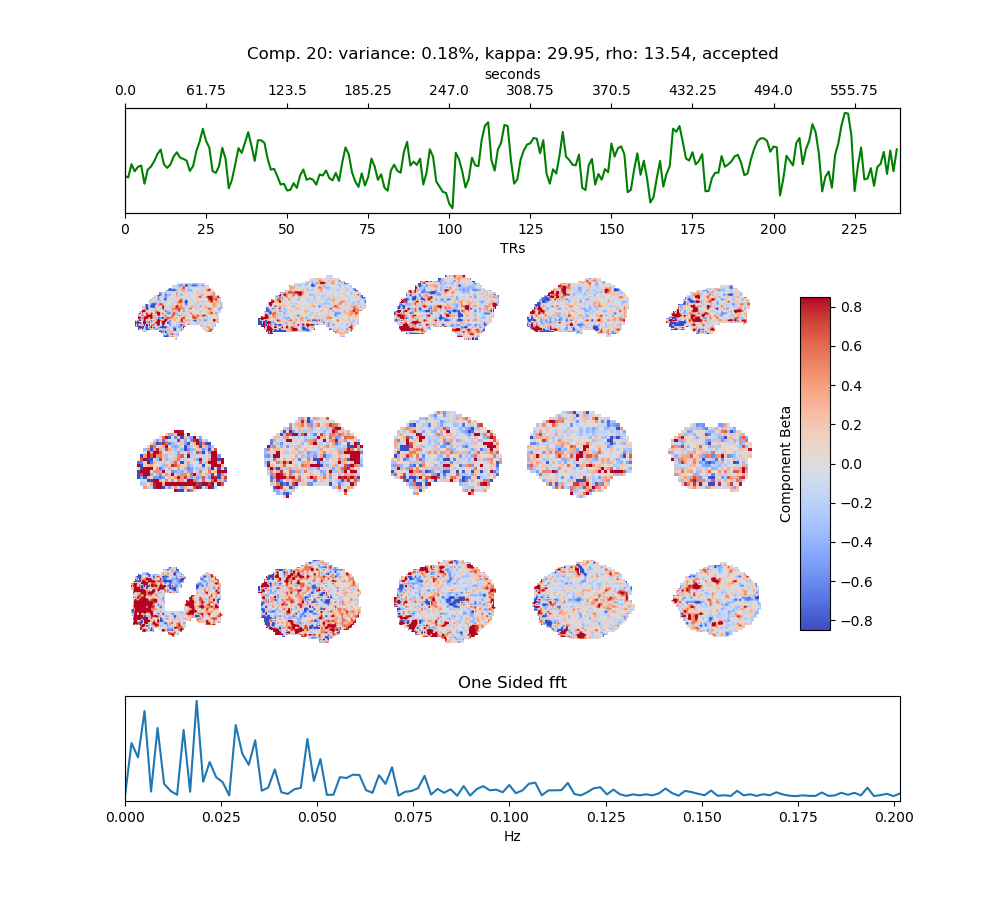 Comp. 20: variance: 0.18%, kappa: 29.95, rho: 13.54, accepted
seconds
0.0 61.75 123.5 185.25 247.0 308.75 370.5 432.25 494.0 555.75
0 25 50 75 100 125 150 175 200 225
TRs
0.8
0.6
0.4
0.2
0.0
−0.2
−0.4
−0.6
−0.8
Component Beta
One Sided fft
0.000 0.025 0.050 0.075 0.100 0.125 0.150 0.175 0.200
Hz